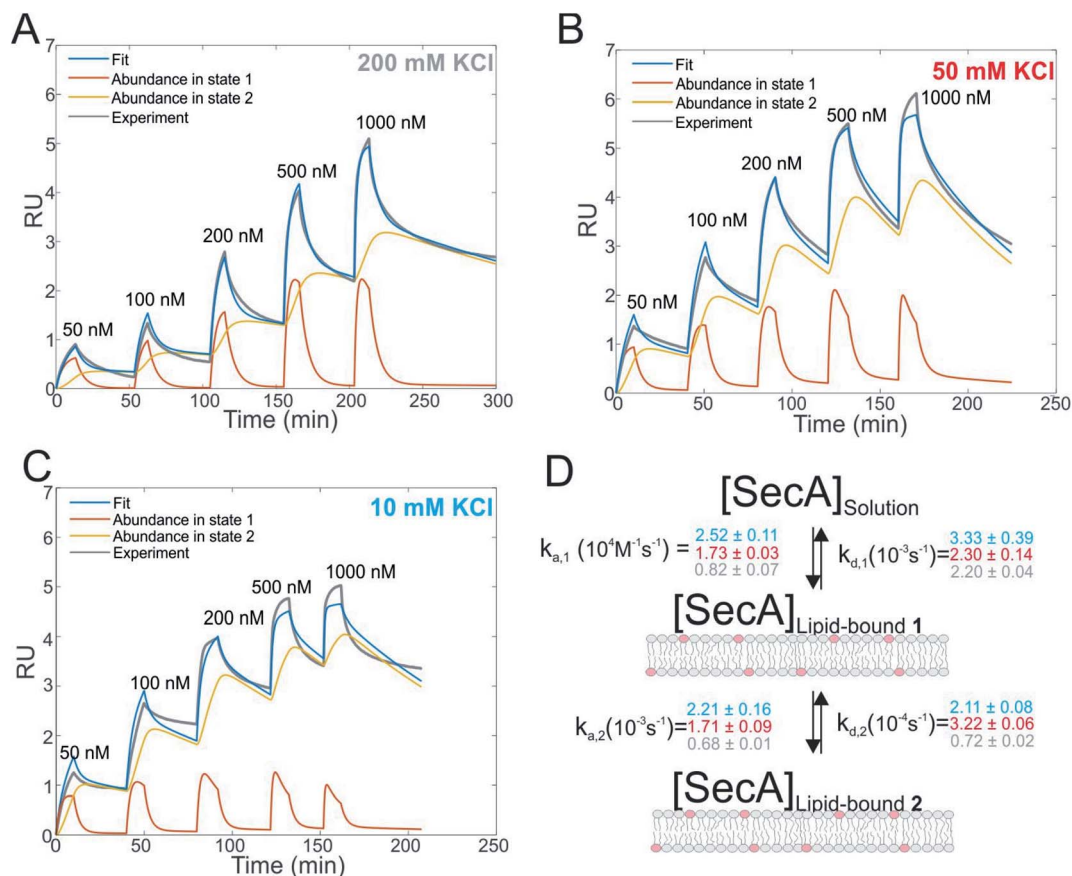 A
200 mM KCl
Fit
Abundance in state 1
Abundance in state 2
Experiment
50 nM
100 nM
200 nM
500 nM
1000 nM
RU
7
6
5
4
3
2
1
0
0 50 100 150 200 250 300
Time (min)
B
50 mM KCl
Fit
Abundance in state 1
Abundance in state 2
Experiment
50 nM
100 nM
200 nM
500 nM
1000 nM
RU
7
6
5
4
3
2
1
0
0 50 100 150 200 250
Time (min)
C
10 mM KCl
Fit
Abundance in state 1
Abundance in state 2
Experiment
50 nM
100 nM
200 nM
500 nM
1000 nM
RU
7
6
5
4
3
2
1
0
0 50 100 150 200 250
Time (min)
D
[SecA]Solution
ka,1 (10⁴M⁻¹s⁻¹) =
2.52 ± 0.11
1.73 ± 0.03
0.82 ± 0.07
kd,1(10⁻³s⁻¹)=
3.33 ± 0.39
2.30 ± 0.14
2.20 ± 0.04
[SecA]Lipid-bound 1
ka,2(10⁻³s⁻¹)=
2.21 ± 0.16
1.71 ± 0.09
0.68 ± 0.01
kd,2(10⁻⁴s⁻¹)=
2.11 ± 0.08
3.22 ± 0.06
0.72 ± 0.02
[SecA]Lipid-bound 2